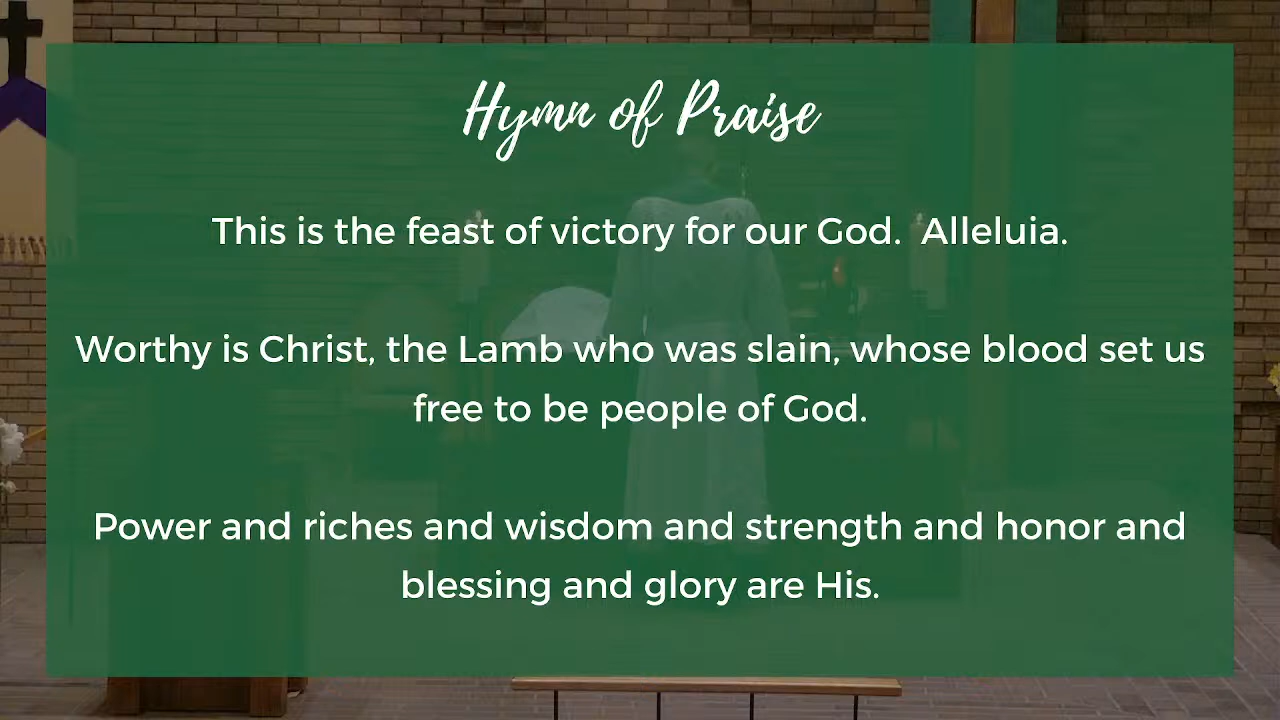 Hymn of Praise
This is the feast of victory for our God.  Alleluia.
Worthy is Christ, the Lamb who was slain, whose blood set us
free to be people of God.
Power and riches and wisdom and strength and honor and
blessing and glory are His.